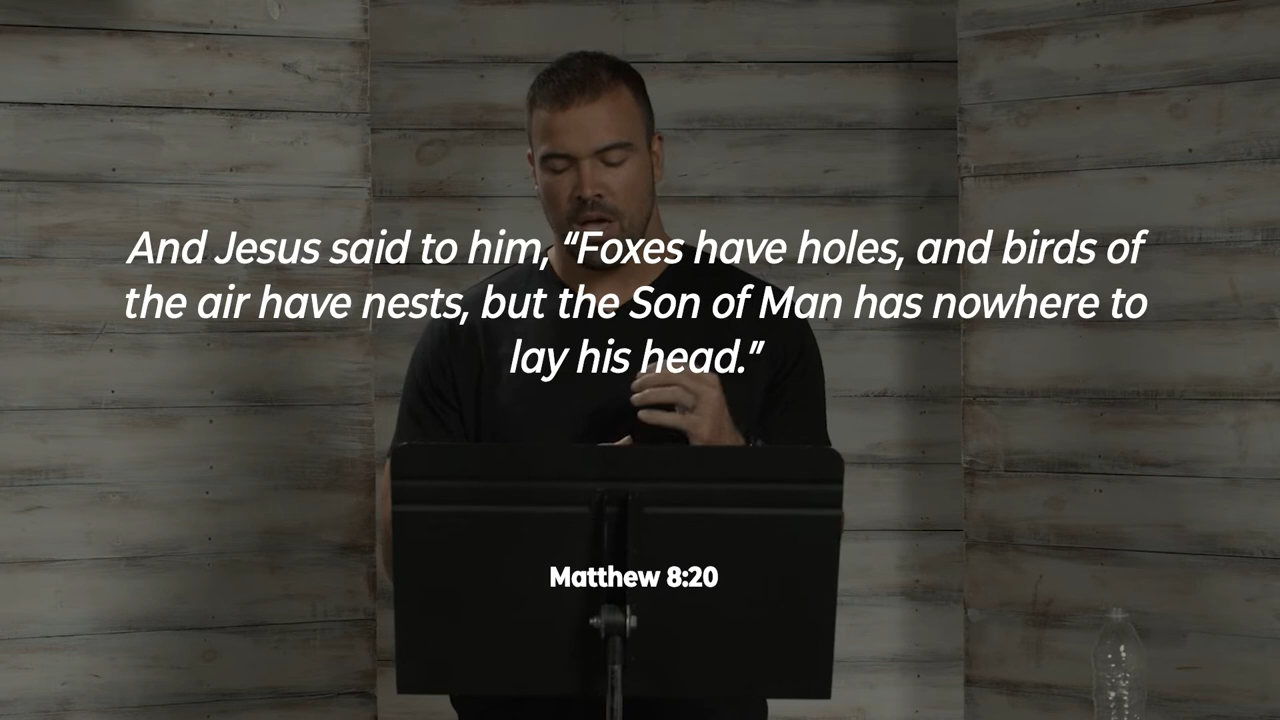 And Jesus said to him, “Foxes have holes, and birds of
the air have nests, but the Son of Man has nowhere to
lay his head.”
Matthew 8:20